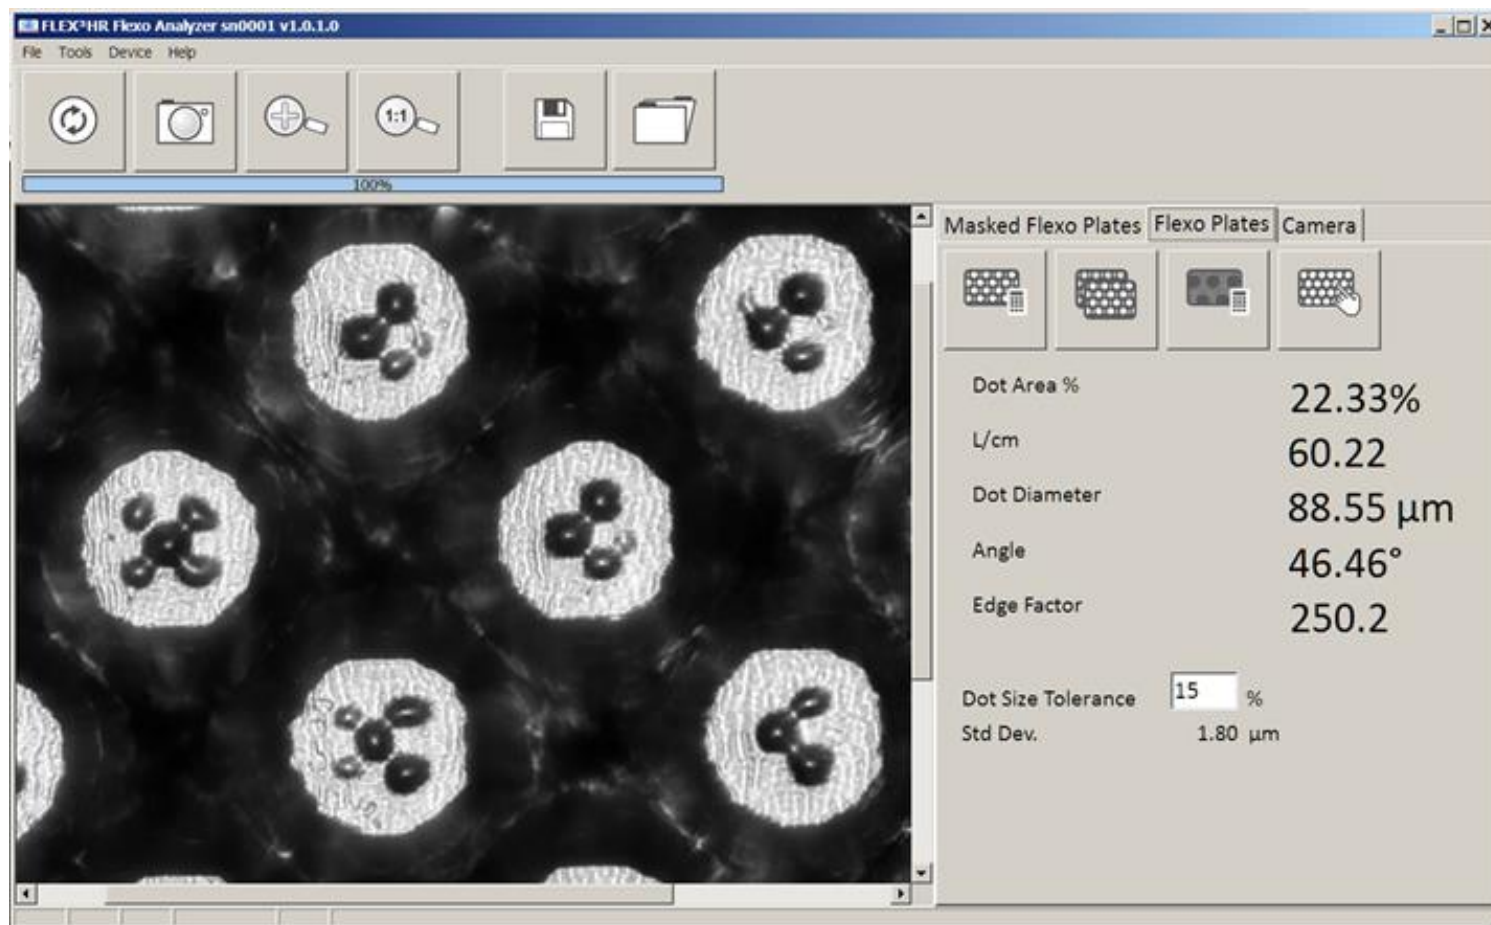 FLEX³HR Flexo Analyzer sn0001 v1.0.1.0
File Tools Device Help
1:1
100%
Masked Flexo Plates Flexo Plates Camera
Dot Area % 22.33%
L/cm 60.22
Dot Diameter 88.55 µm
Angle 46.46°
Edge Factor 250.2
Dot Size Tolerance 15 %
Std Dev. 1.80 µm